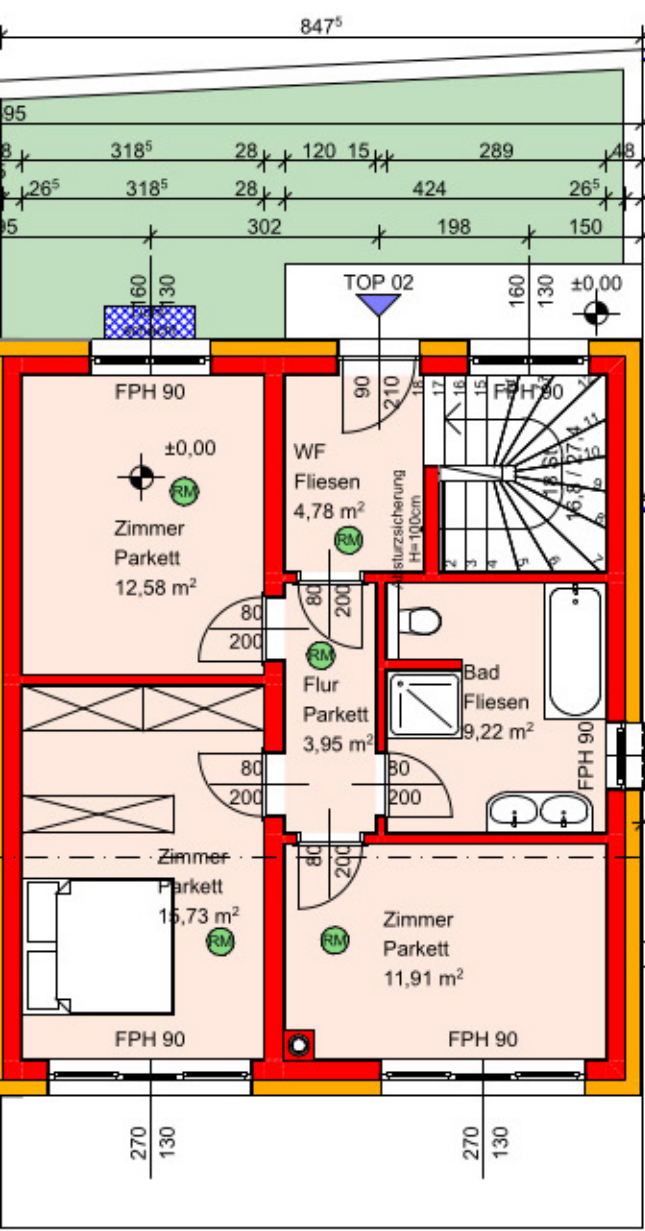 847⁵
95
8 318⁵ 28 120 15 289 48
26⁵ 318⁵ 28 424 26⁵
95 302 198 150
160
130
TOP 02
160
130
±0,00
FPH 90
90
210
18 17 16 15
FPH 90
11
10
9
8
7
6
5
4
3
2
±0,00
RM
Zimmer
Parkett
12,58 m²
WF
Fliesen
4,78 m²
RM
Absturzsicherung
H=100cm
18 St
16,8 / 27,4
80
200
80
200
RM
Flur
Parkett
3,95 m²
Bad
Fliesen
9,22 m²
FPH 90
80
200
80
200
80
200
Zimmer
Parkett
15,73 m²
RM
RM
Zimmer
Parkett
11,91 m²
FPH 90
FPH 90
270
130
270
130